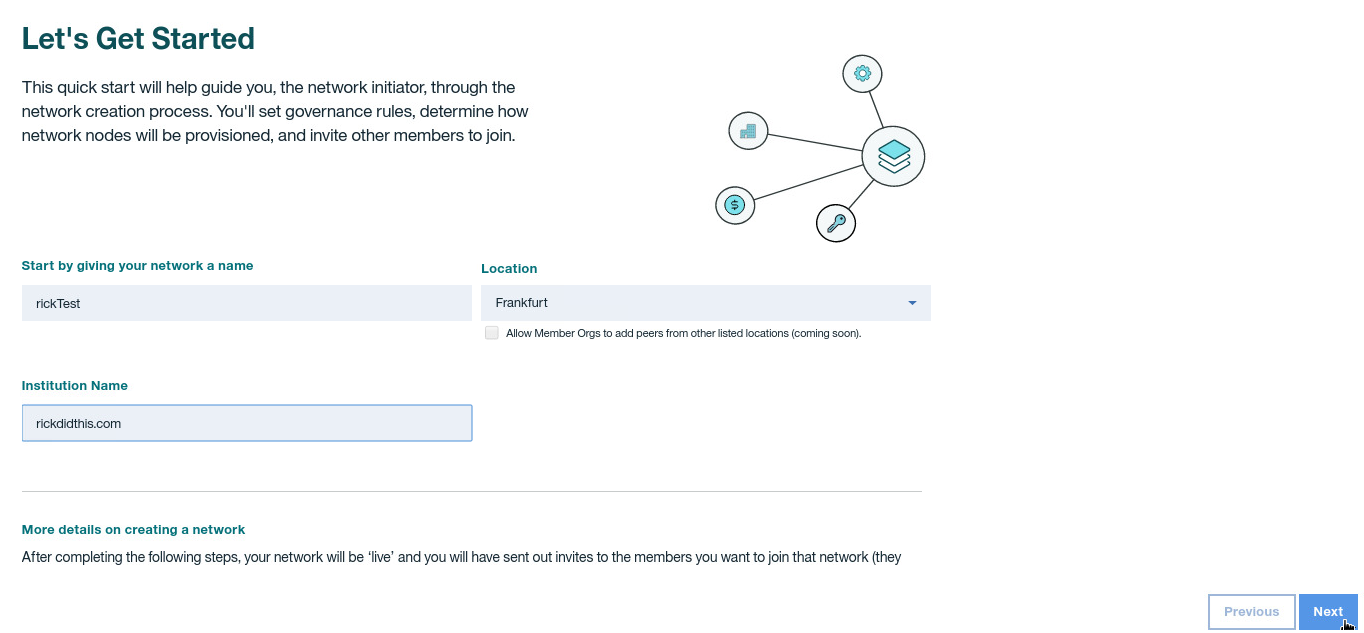 Let's Get Started
This quick start will help guide you, the network initiator, through the
network creation process. You'll set governance rules, determine how
network nodes will be provisioned, and invite other members to join.
$
Start by giving your network a name
Location
rickTest
Frankfurt
Allow Member Orgs to add peers from other listed locations (coming soon).
Institution Name
rickdidthis.com
More details on creating a network
After completing the following steps, your network will be ‘live’ and you will have sent out invites to the members you want to join that network (they
Previous
Next